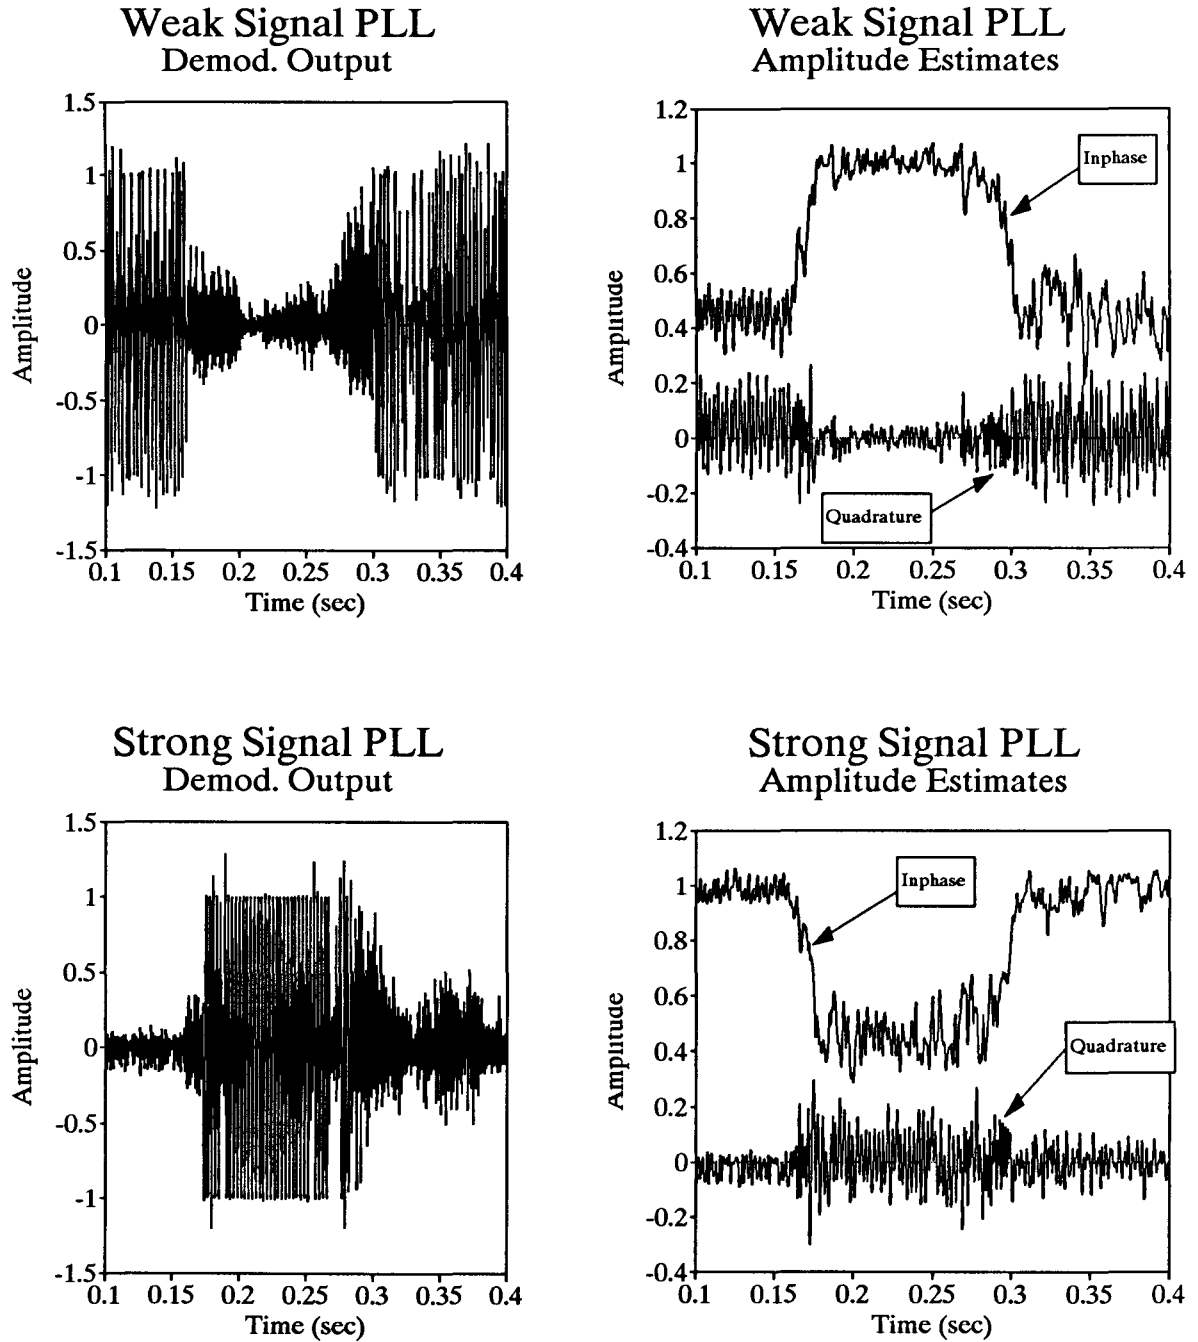 Weak Signal PLL
Demod. Output
1.5
1
0.5
0
-0.5
-1
-1.5
Amplitude
0.1 0.15 0.2 0.25 0.3 0.35 0.4
Time (sec)
Weak Signal PLL
Amplitude Estimates
1.2
1
0.8
0.6
0.4
0.2
0
-0.2
-0.4
Amplitude
Inphase
Quadrature
0.1 0.15 0.2 0.25 0.3 0.35 0.4
Time (sec)
Strong Signal PLL
Demod. Output
1.5
1
0.5
0
-0.5
-1
-1.5
Amplitude
0.1 0.15 0.2 0.25 0.3 0.35 0.4
Time (sec)
Strong Signal PLL
Amplitude Estimates
1.2
1
0.8
0.6
0.4
0.2
0
-0.2
-0.4
Amplitude
Inphase
Quadrature
0.1 0.15 0.2 0.25 0.3 0.35 0.4
Time (sec)